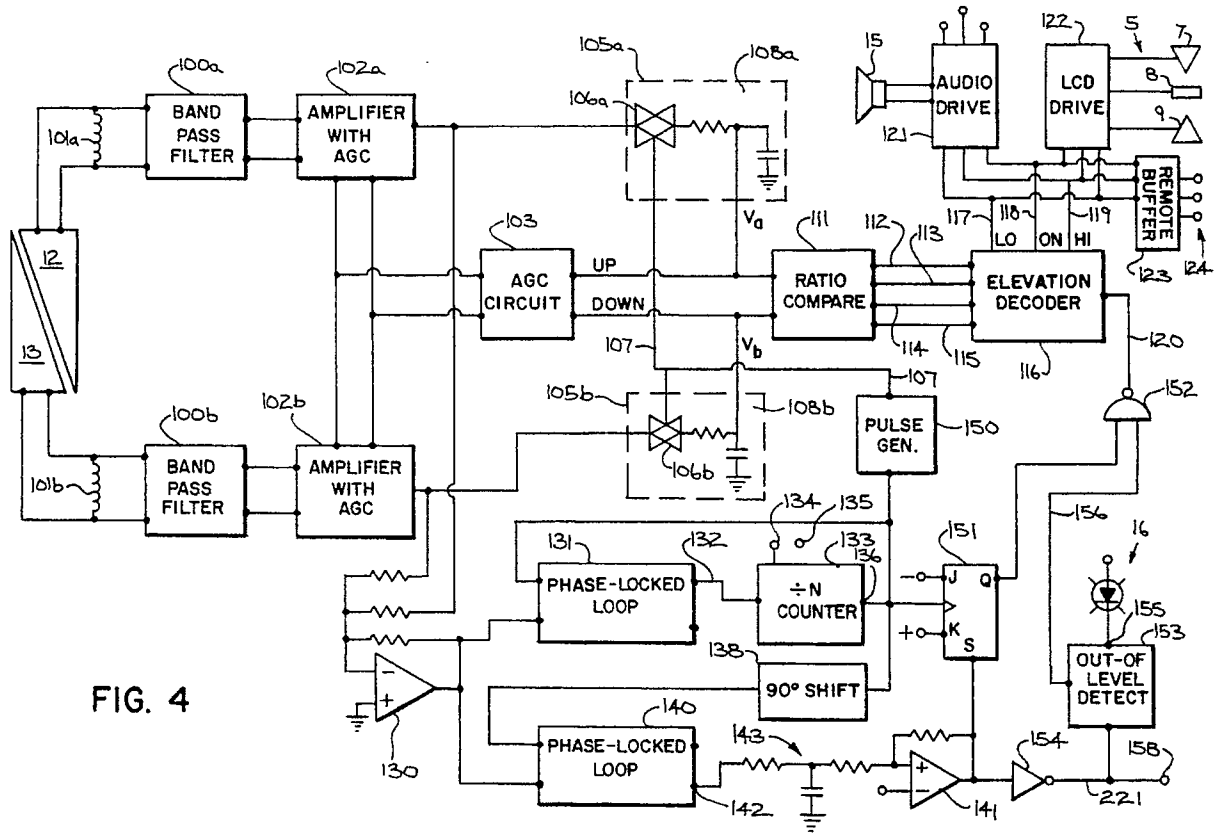 105a
108a
106a
100a
102a
101a
BAND
PASS
FILTER
AMPLIFIER
WITH
AGC
15
AUDIO
DRIVE
121
122
LCD
DRIVE
5
7
8
9
REMOTE
BUFFER
123
124
117
118
119
LO
ON
HI
12
13
103
AGC
CIRCUIT
UP
DOWN
Va
Vb
111
RATIO
COMPARE
112
113
114
115
ELEVATION
DECODER
116
120
107
107
152
105b
108b
106b
PULSE
GEN.
150
100b
102b
101b
BAND
PASS
FILTER
AMPLIFIER
WITH
AGC
134
135
131
132
133
136
PHASE-LOCKED
LOOP
÷N
COUNTER
151
J
Q
K
S
−
+
156
16
155
153
OUT-OF
LEVEL
DETECT
138
90° SHIFT
−
+
130
140
PHASE-LOCKED
LOOP
142
143
+
−
141
154
221
158
FIG. 4